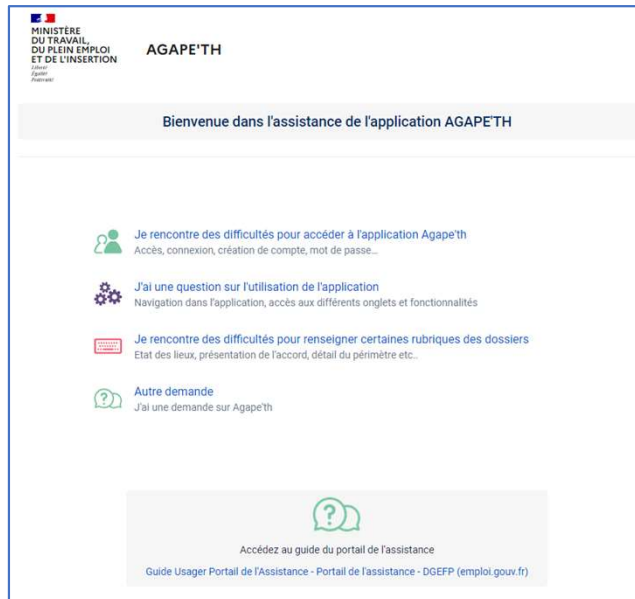 MINISTÈRE
DU TRAVAIL,
DU PLEIN EMPLOI
ET DE L'INSERTION
Liberté
Égalité
Fraternité
AGAPE'TH
Bienvenue dans l'assistance de l'application AGAPE'TH
Je rencontre des difficultés pour accéder à l'application Agape'th
Accès, connexion, création de compte, mot de passe...
J'ai une question sur l'utilisation de l'application
Navigation dans l'application, accès aux différents onglets et fonctionnalités
Je rencontre des difficultés pour renseigner certaines rubriques des dossiers
Etat des lieux, présentation de l'accord, détail du périmètre etc..
Autre demande
J'ai une demande sur Agape'th
Accédez au guide du portail de l'assistance
Guide Usager Portail de l'Assistance - Portail de l'assistance - DGEFP (emploi.gouv.fr)